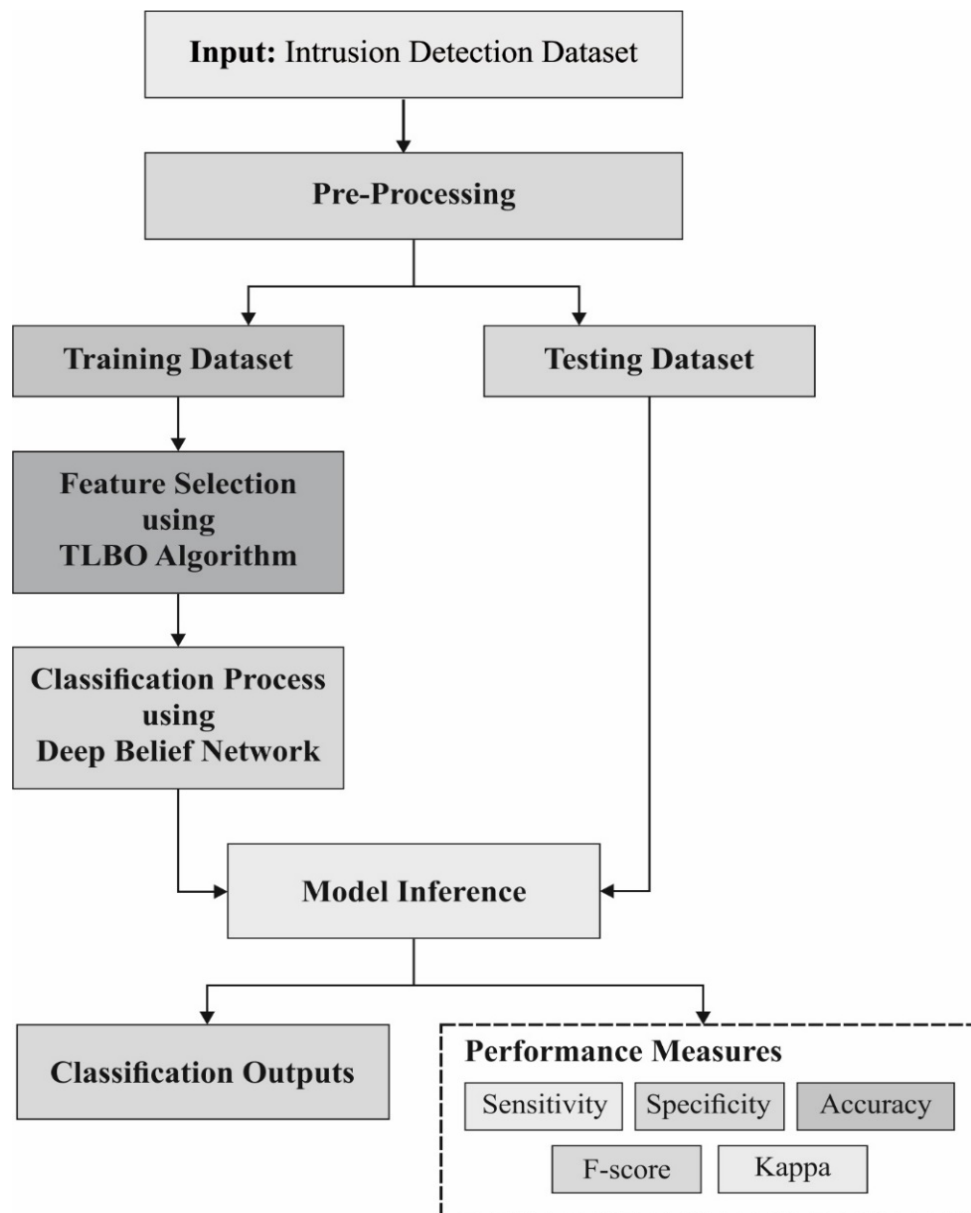 Input: Intrusion Detection Dataset
Pre-Processing
Training Dataset
Testing Dataset
Feature Selection
using
TLBO Algorithm
Classification Process
using
Deep Belief Network
Model Inference
Classification Outputs
Performance Measures
Sensitivity
Specificity
Accuracy
F-score
Kappa